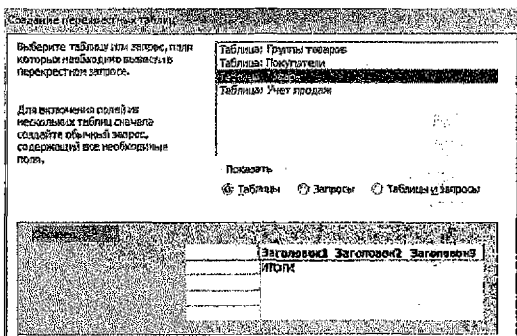 Создание перекрестных таблиц
Выберите таблицу или запрос, поля
которых необходимо вывести в
перекрестном запросе.
Для включения полей из
нескольких таблиц сначала
создайте обычный запрос,
содержащий все необходимые
поля.
Таблица: Группы товаров
Таблица: Покупатели
Таблица: Учет продаж
Показать
Таблицы Запросы Таблицы и запросы
Заголовок1 Заголовок2 Заголовок3
ИТОГИ